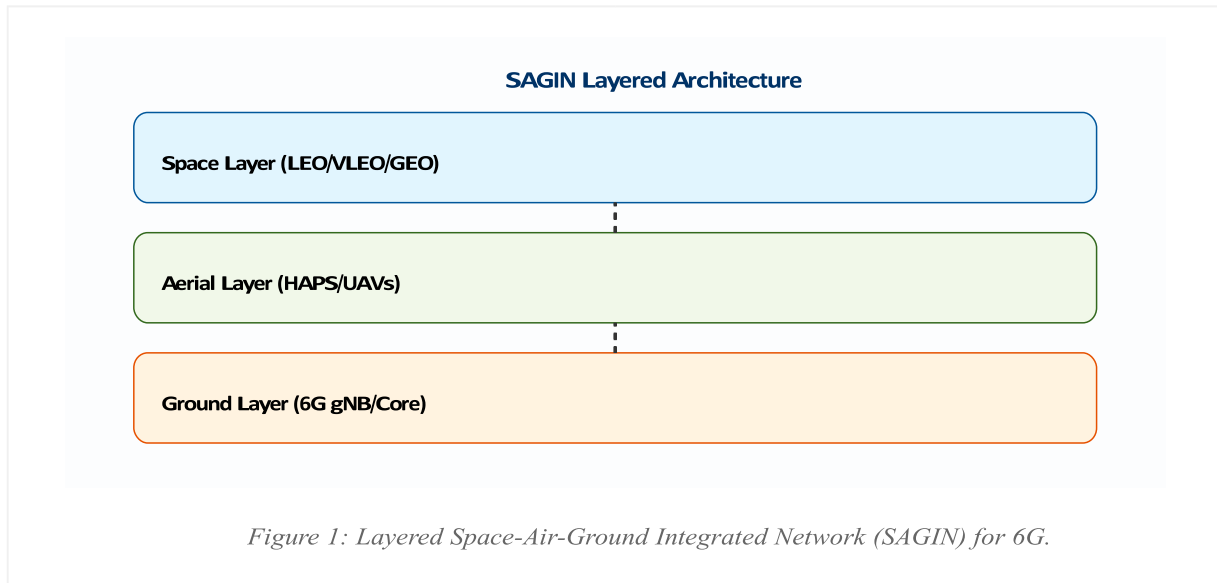 SAGIN Layered Architecture
Space Layer (LEO/VLEO/GEO)
Aerial Layer (HAPS/UAVs)
Ground Layer (6G gNB/Core)
Figure 1: Layered Space-Air-Ground Integrated Network (SAGIN) for 6G.